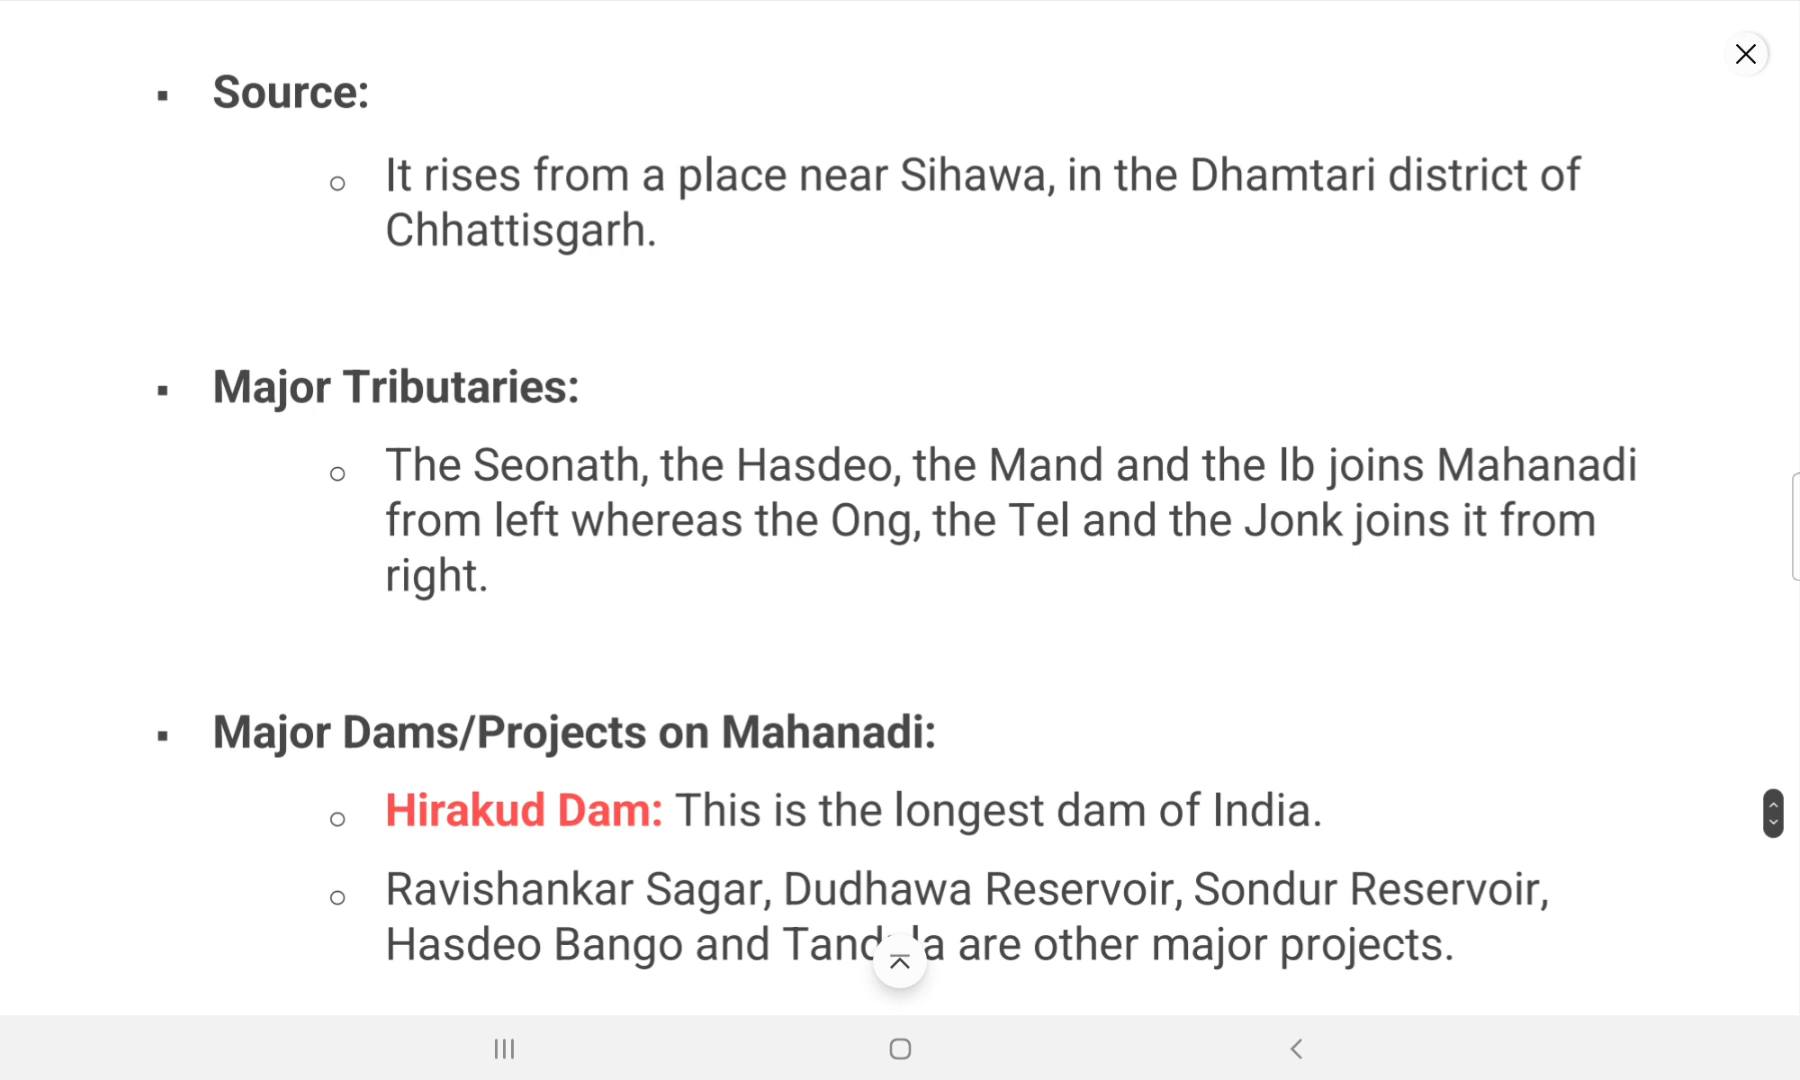 Source:
It rises from a place near Sihawa, in the Dhamtari district of
Chhattisgarh.
Major Tributaries:
The Seonath, the Hasdeo, the Mand and the Ib joins Mahanadi
from left whereas the Ong, the Tel and the Jonk joins it from
right.
Major Dams/Projects on Mahanadi:
Hirakud Dam: This is the longest dam of India.
Ravishankar Sagar, Dudhawa Reservoir, Sondur Reservoir,
Hasdeo Bango and are other major projects.